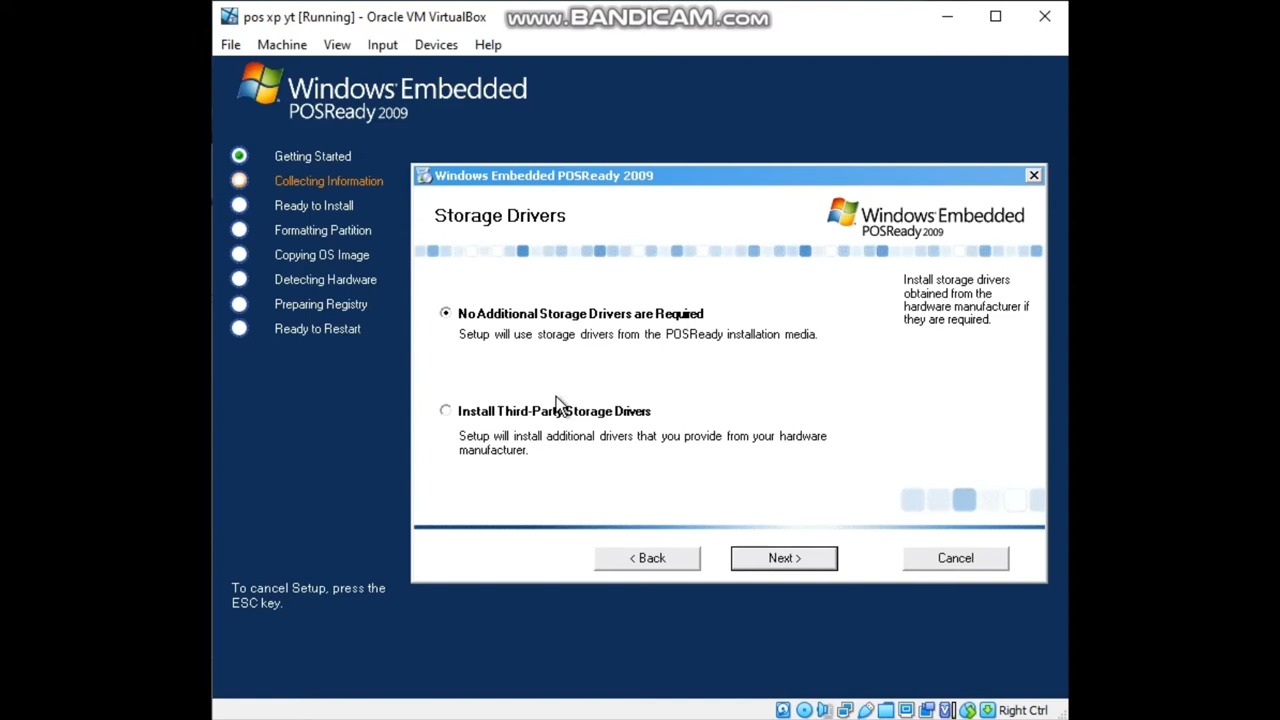 pos xp yt [Running] - Oracle VM VirtualBox
www.BANDICAM.com
File Machine View Input Devices Help
Windows Embedded
POSReady 2009
Getting Started
Collecting Information
Ready to Install
Formatting Partition
Copying OS Image
Detecting Hardware
Preparing Registry
Ready to Restart
To cancel Setup, press the
ESC key.
Windows Embedded POSReady 2009
Storage Drivers
Windows Embedded
POSReady 2009
No Additional Storage Drivers are Required
Setup will use storage drivers from the POSReady installation media.
Install Third-Party Storage Drivers
Setup will install additional drivers that you provide from your hardware
manufacturer.
Install storage drivers
obtained from the
hardware manufacturer if
they are required.
< Back
Next >
Cancel
Right Ctrl